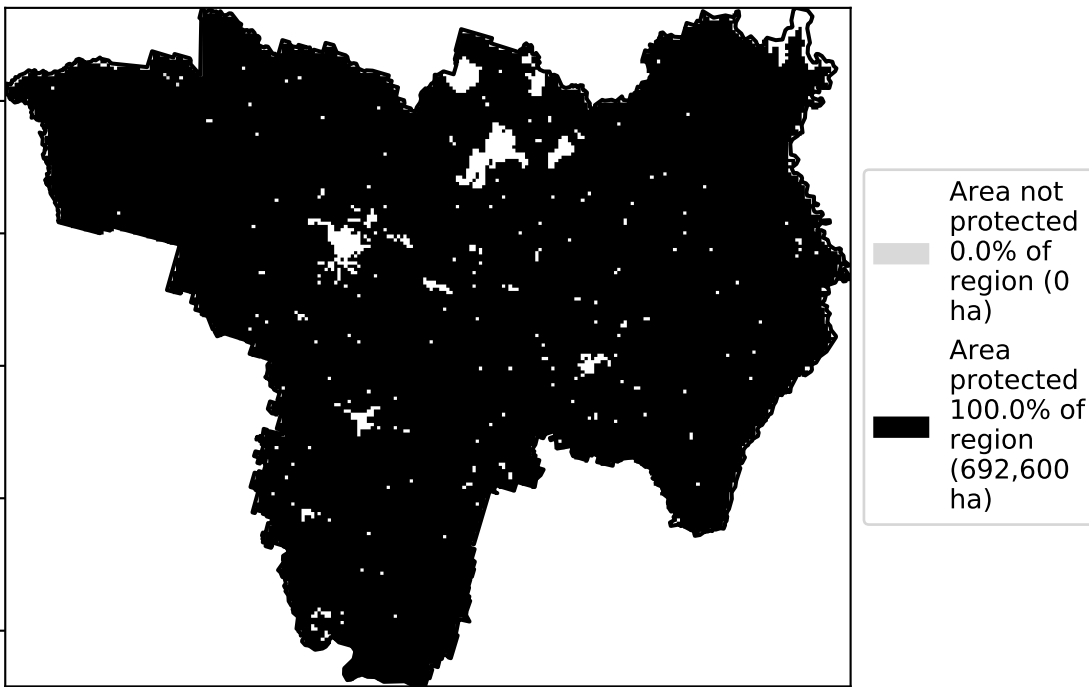 Area not
protected
0.0% of
region (0
ha)
Area
protected
100.0% of
region
(692,600
ha)